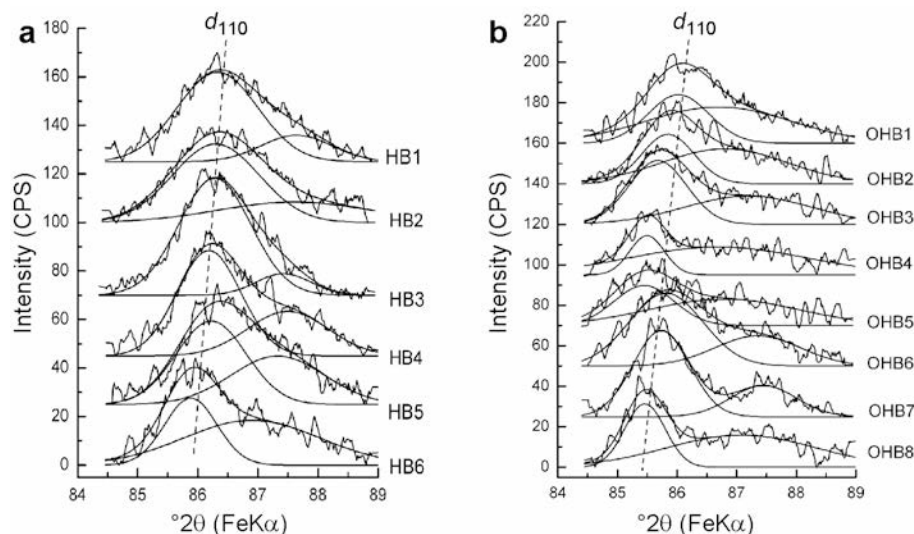 a
d110
180
160
140
120
100
80
60
40
20
0
Intensity (CPS)
HB1
HB2
HB3
HB4
HB5
HB6
84 85 86 87 88 89
°2θ (FeKα)
b
d110
220
200
180
160
140
120
100
80
60
40
20
0
Intensity (CPS)
OHB1
OHB2
OHB3
OHB4
OHB5
OHB6
OHB7
OHB8
84 85 86 87 88 89
°2θ (FeKα)